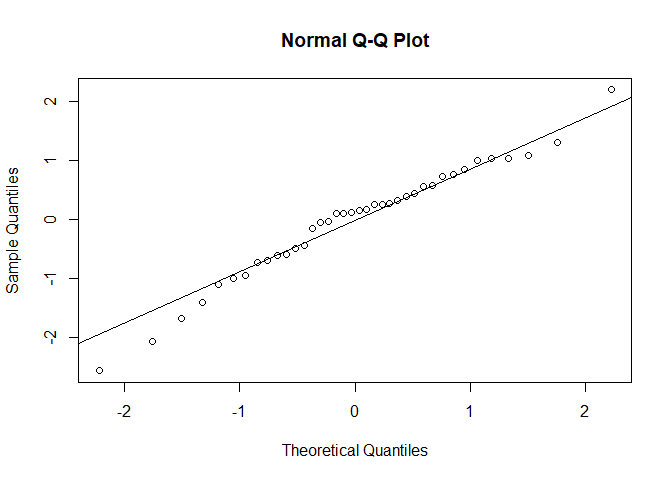 Normal Q-Q Plot
Sample Quantiles
2
1
0
-1
-2
-2 -1 0 1 2
Theoretical Quantiles